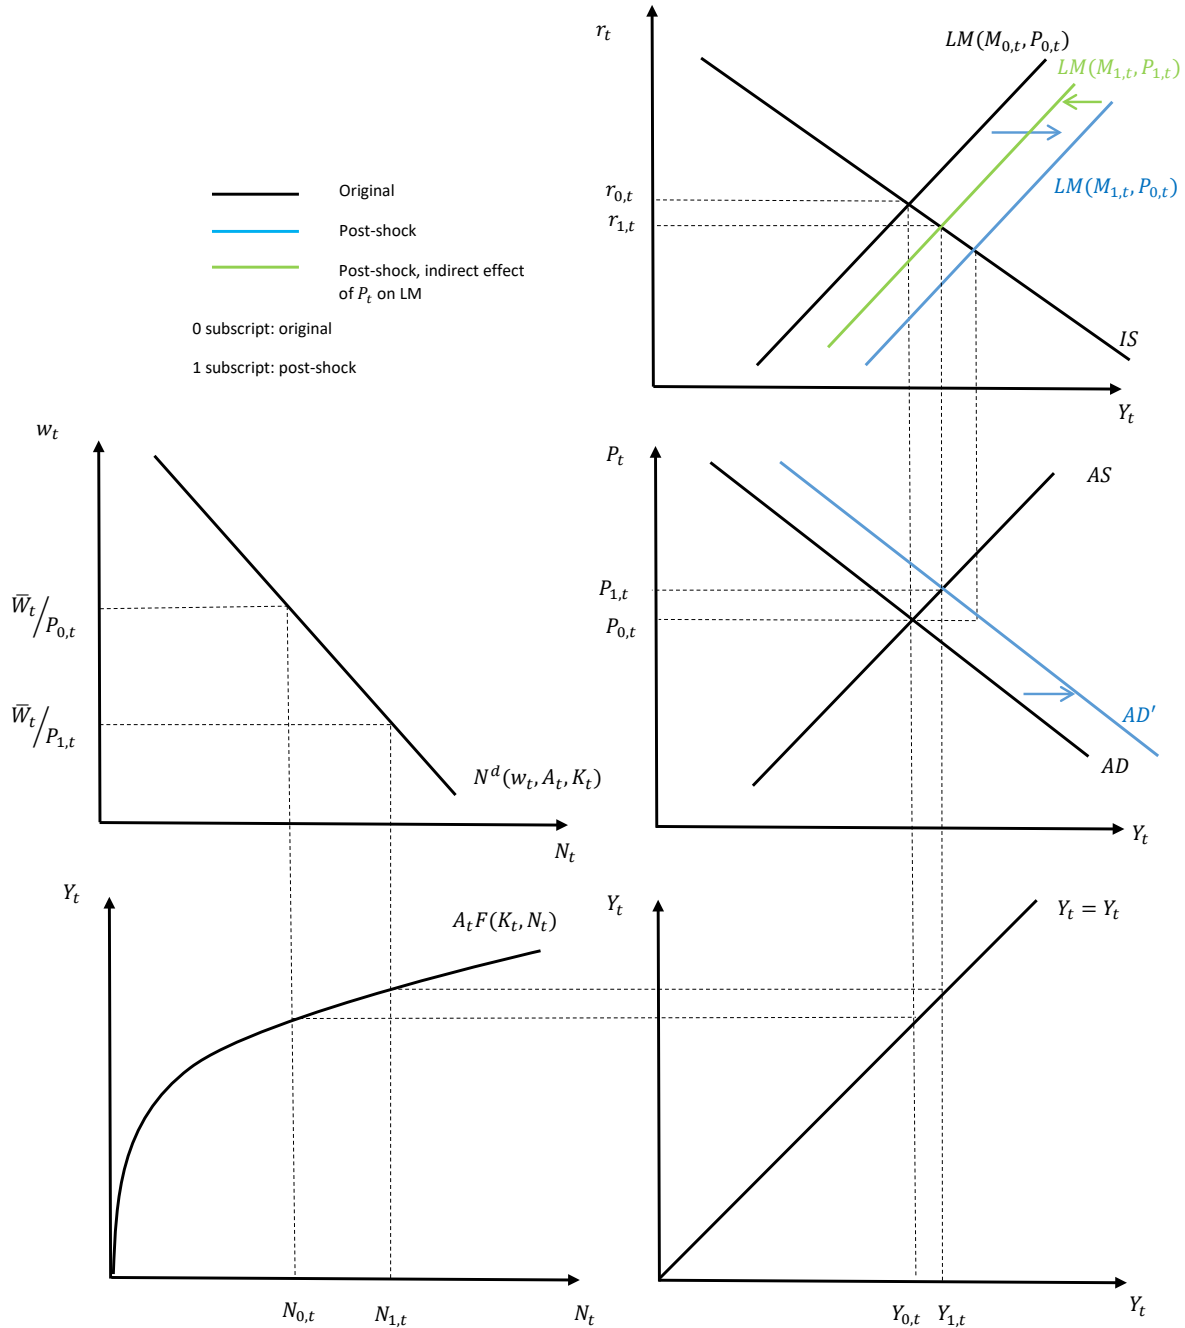 r_t
LM(M_{0,t}, P_{0,t})
LM(M_{1,t}, P_{1,t})
LM(M_{1,t}, P_{0,t})
r_{0,t}
r_{1,t}
IS
Y_t
Original
Post-shock
Post-shock, indirect effect
of P_t on LM
0 subscript: original
1 subscript: post-shock
w_t
W̄_t/P_{0,t}
W̄_t/P_{1,t}
N^d(w_t, A_t, K_t)
N_t
P_t
AS
P_{1,t}
P_{0,t}
AD′
AD
Y_t
Y_t
A_tF(K_t, N_t)
N_{0,t}
N_{1,t}
N_t
Y_t
Y_t = Y_t
Y_{0,t}
Y_{1,t}
Y_t